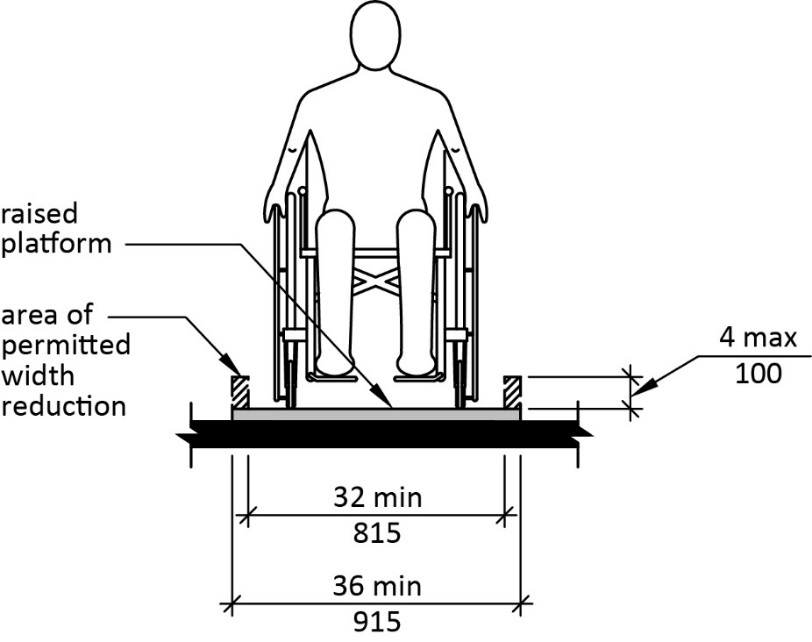 raised
platform
area of
permitted
width
reduction
4 max
100
32 min
815
36 min
915